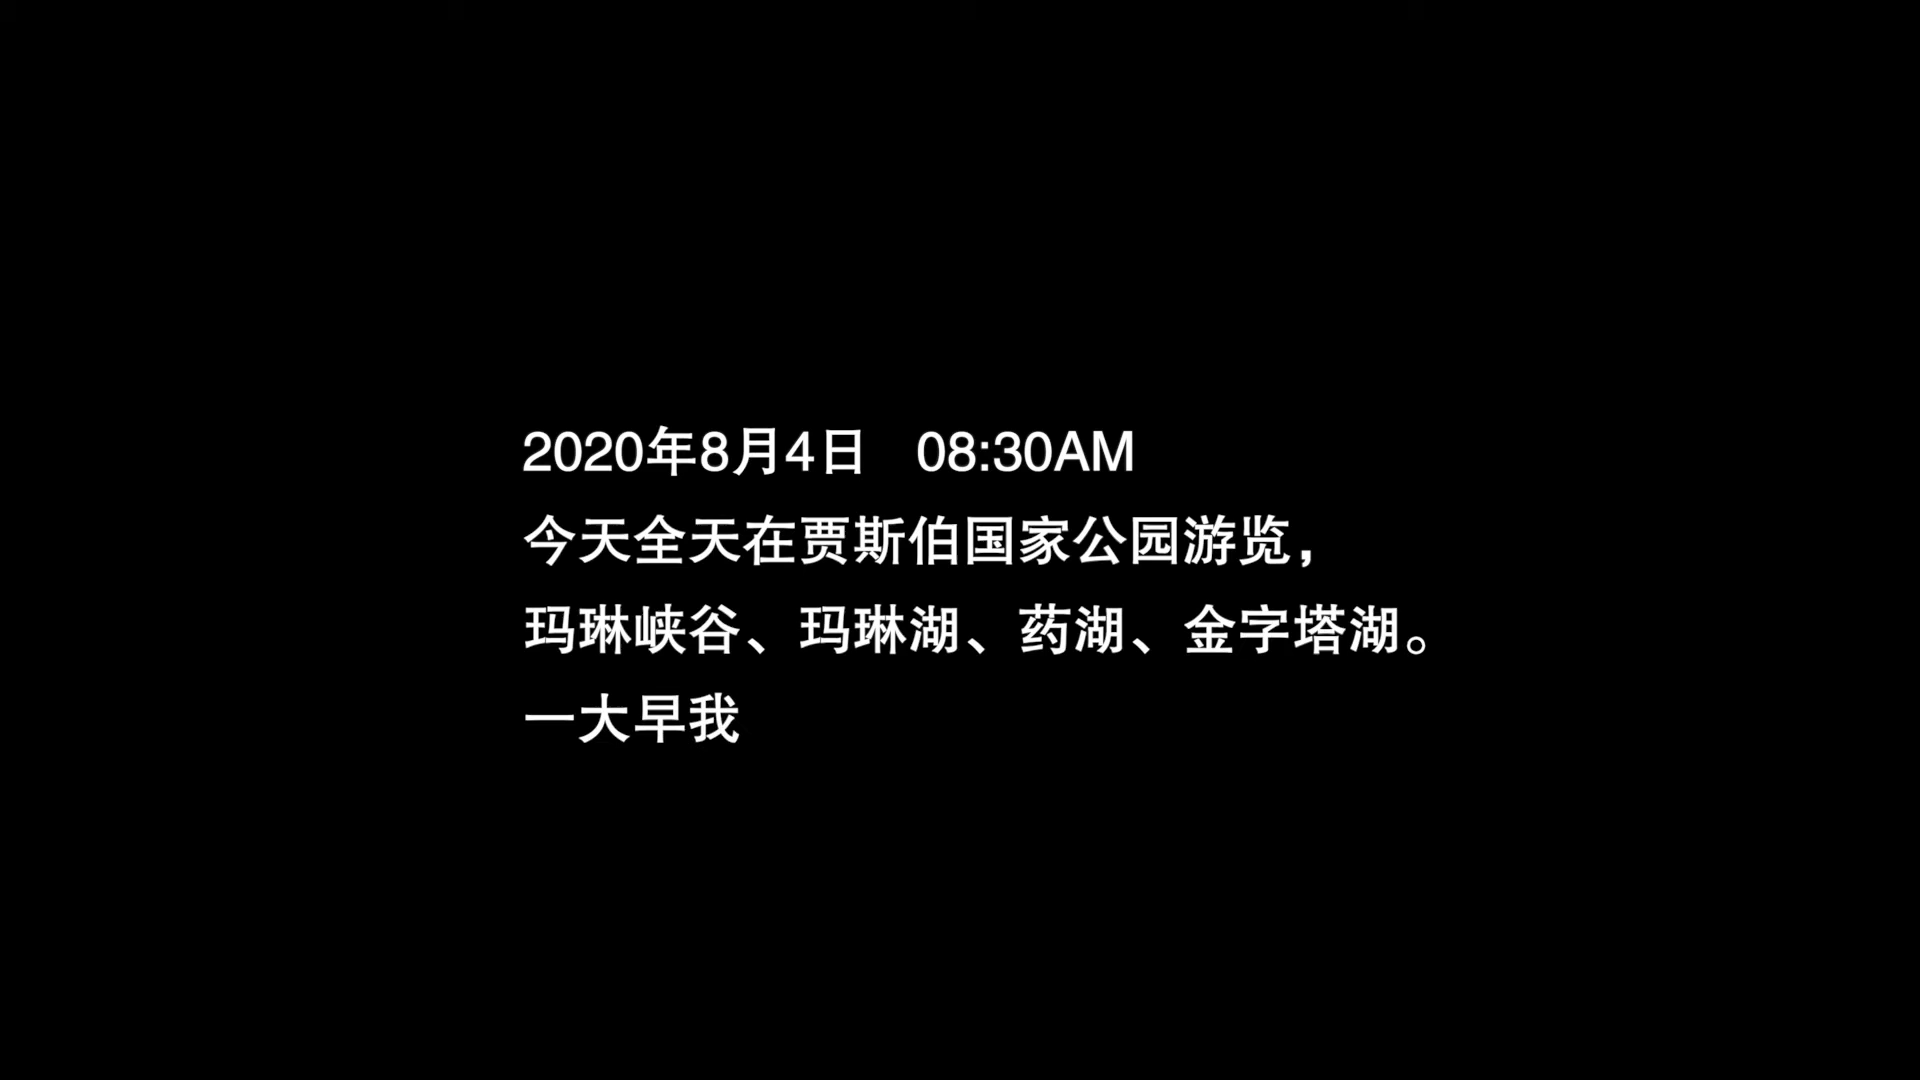 2020年8月4日　08:30AM
今天全天在贾斯伯国家公园游览，
玛琳峡谷、玛琳湖、药湖、金字塔湖。
一大早我